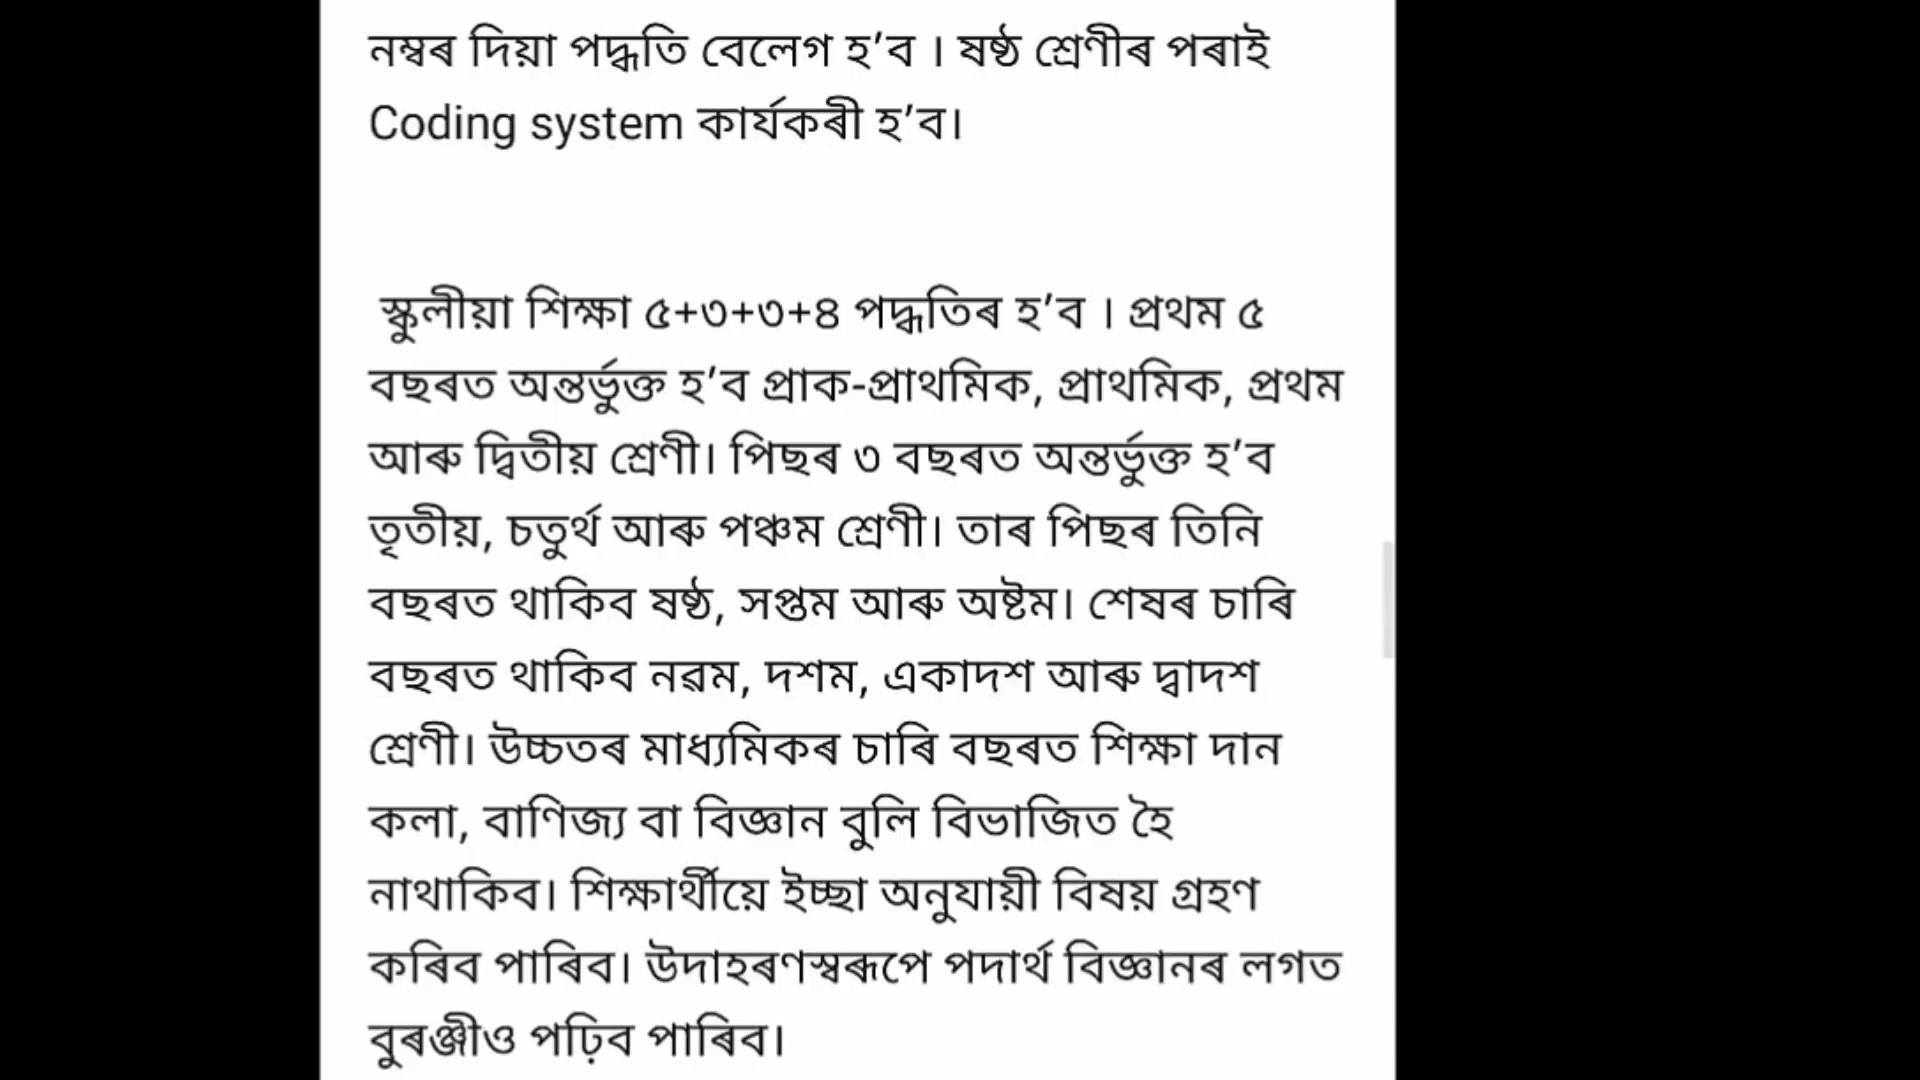 নম্বৰ দিয়া পদ্ধতি বেলেগ হ’ব । ষষ্ঠ শ্ৰেণীৰ পৰাই
Coding system কাৰ্যকৰী হ’ব।
স্কুলীয়া শিক্ষা ৫+৩+৩+৪ পদ্ধতিৰ হ’ব । প্ৰথম ৫
বছৰত অন্তৰ্ভুক্ত হ’ব প্ৰাক-প্ৰাথমিক, প্ৰাথমিক, প্ৰথম
আৰু দ্বিতীয় শ্ৰেণী। পিছৰ ৩ বছৰত অন্তৰ্ভুক্ত হ’ব
তৃতীয়, চতুৰ্থ আৰু পঞ্চম শ্ৰেণী। তাৰ পিছৰ তিনি
বছৰত থাকিব ষষ্ঠ, সপ্তম আৰু অষ্টম। শেষৰ চাৰি
বছৰত থাকিব নৱম, দশম, একাদশ আৰু দ্বাদশ
শ্ৰেণী। উচ্চতৰ মাধ্যমিকৰ চাৰি বছৰত শিক্ষা দান
কলা, বাণিজ্য বা বিজ্ঞান বুলি বিভাজিত হৈ
নাথাকিব। শিক্ষাৰ্থীয়ে ইচ্ছা অনুযায়ী বিষয় গ্ৰহণ
কৰিব পাৰিব। উদাহৰণস্বৰূপে পদাৰ্থ বিজ্ঞানৰ লগত
বুৰঞ্জীও পঢ়িব পাৰিব।